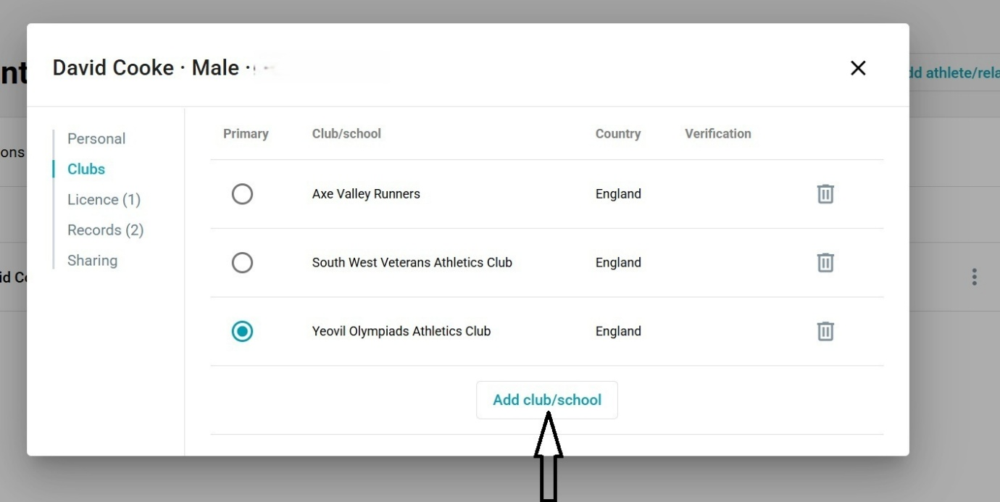 David Cooke · Male ·
nt
dd athlete/rela
Personal
Clubs
Licence (1)
Records (2)
Sharing
Primary Club/school Country Verification
ons
Axe Valley Runners England
South West Veterans Athletics Club England
id Co
Yeovil Olympiads Athletics Club England
Add club/school